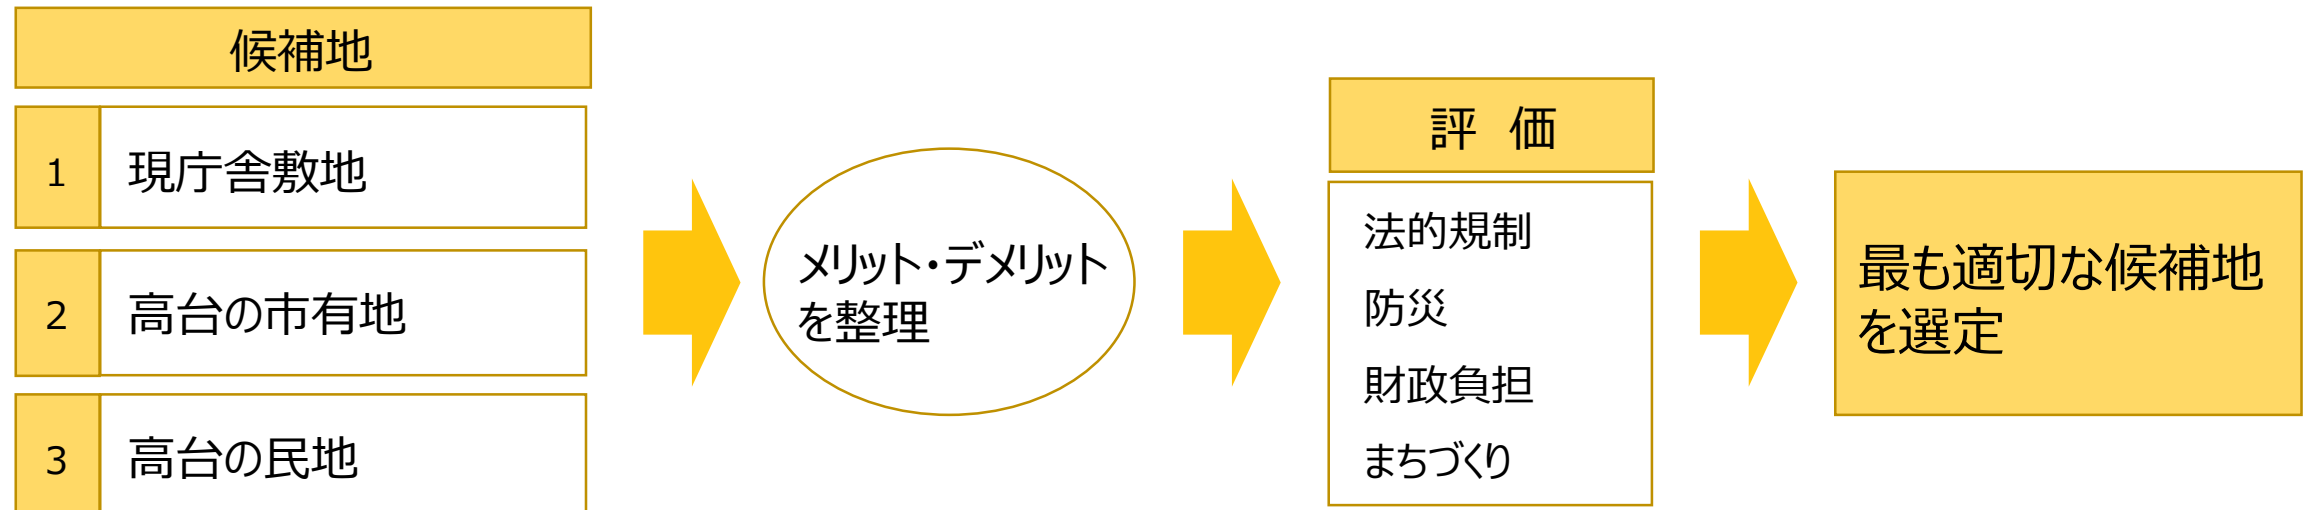 候補地
1 現庁舎敷地
2 高台の市有地
3 高台の民地
メリット・デメリット
を整理
評 価
法的規制
防災
財政負担
まちづくり
最も適切な候補地
を選定